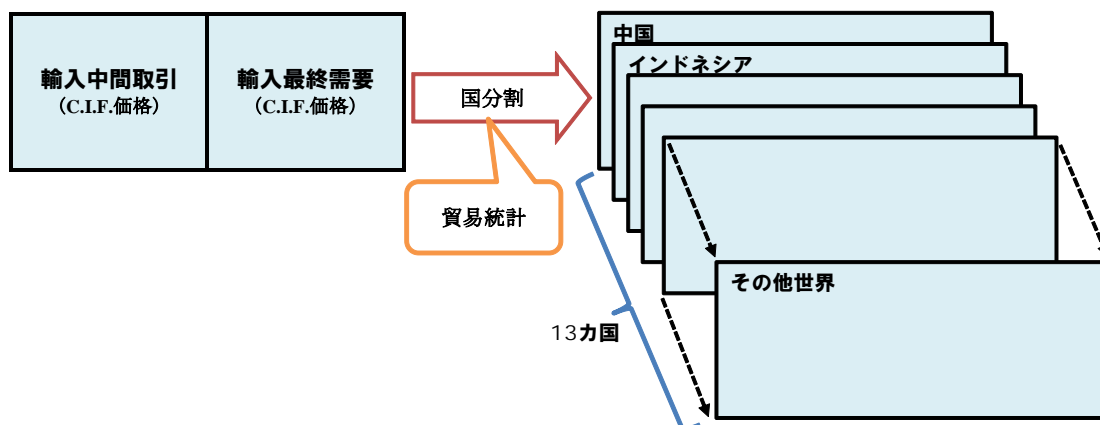 輸入中間取引
（C.I.F.価格）
輸入最終需要
（C.I.F.価格）
国分割
貿易統計
中国
インドネシア
その他世界
13カ国